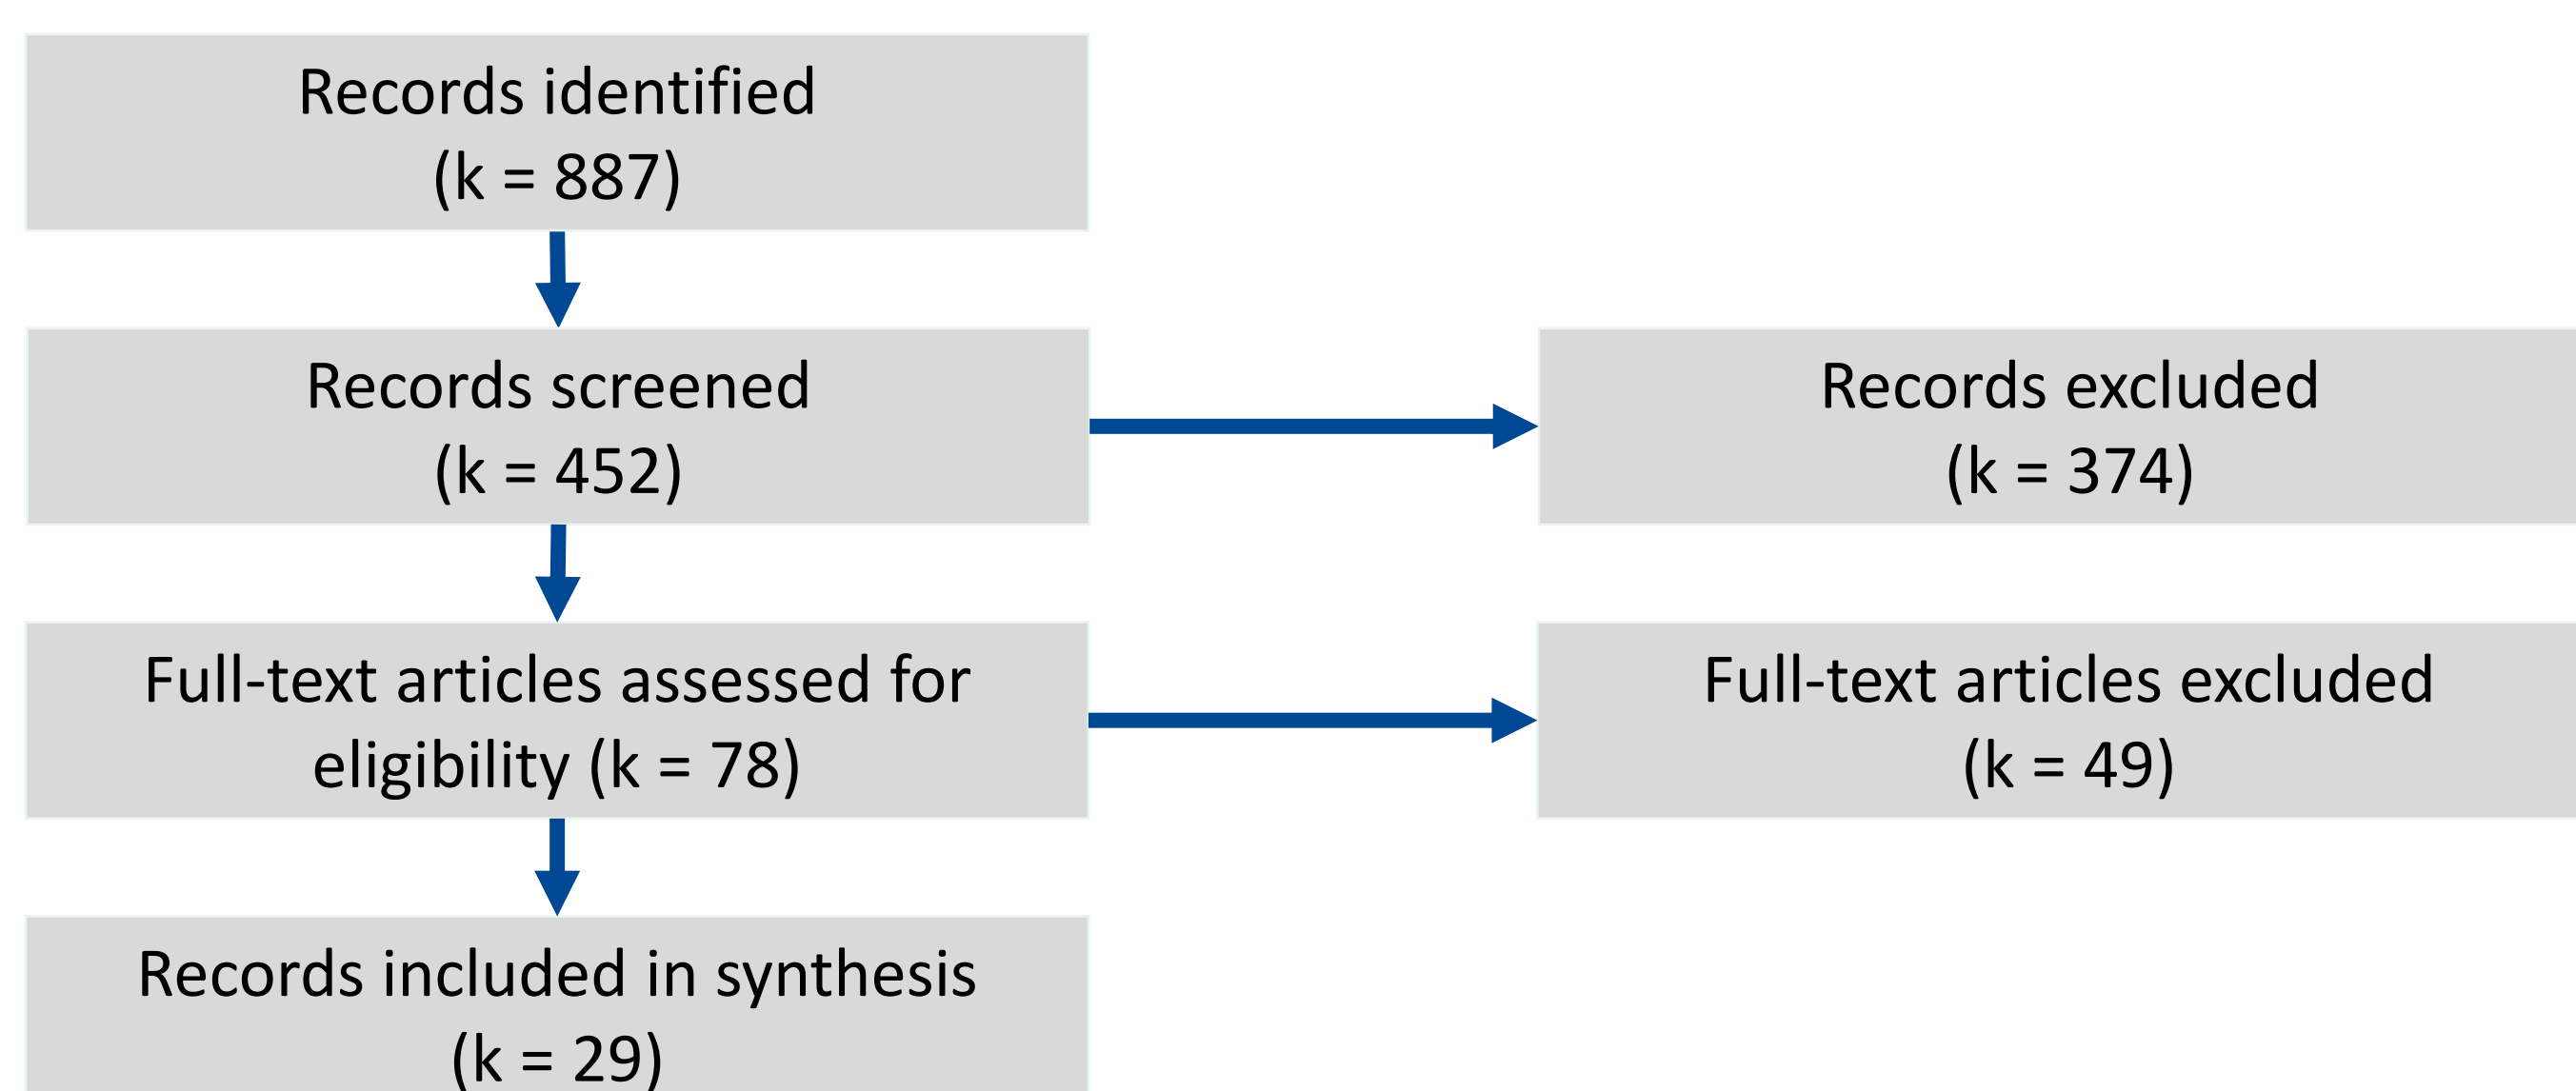 Records identified
(k = 887)
Records screened
(k = 452)
Records excluded
(k = 374)
Full-text articles assessed for
eligibility (k = 78)
Full-text articles excluded
(k = 49)
Records included in synthesis
(k = 29)